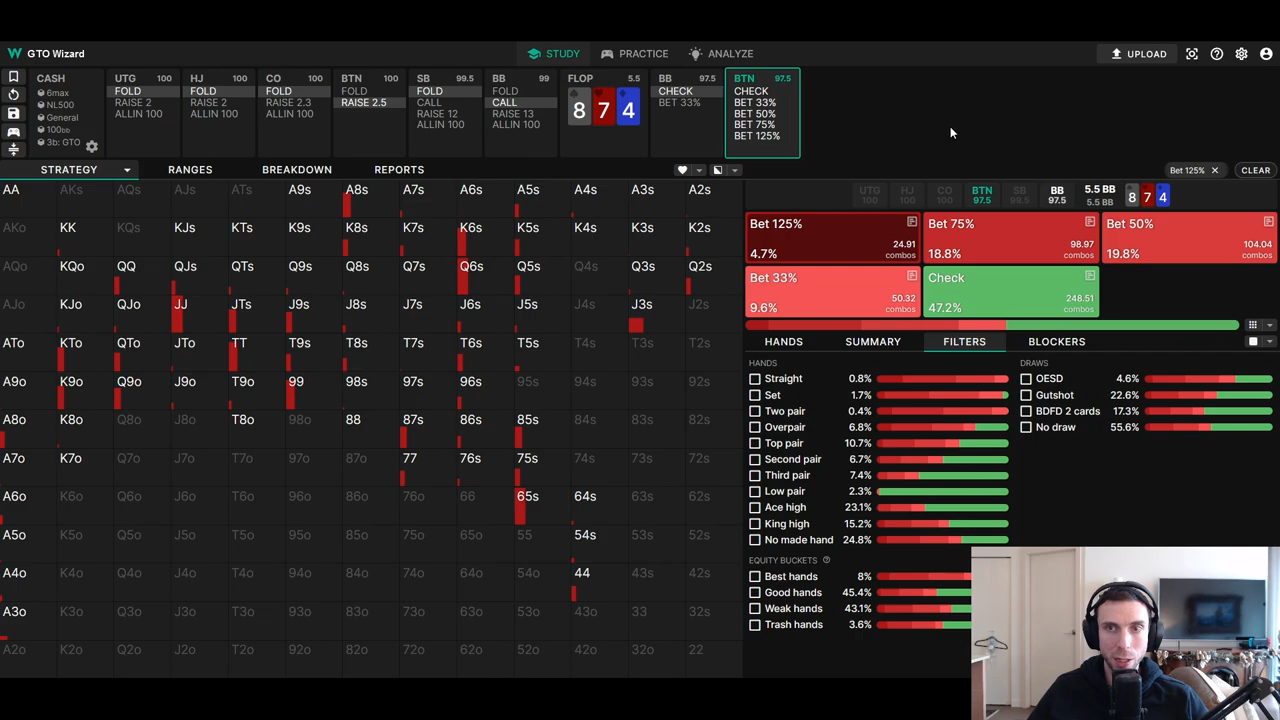 GTO Wizard
STUDY
PRACTICE
ANALYZE
UPLOAD
CASH
6max
NL500
General
100bb
3b: GTO
UTG 100
FOLD
RAISE 2
ALLIN 100
HJ 100
FOLD
RAISE 2
ALLIN 100
CO 100
FOLD
RAISE 2.3
ALLIN 100
BTN 100
FOLD
RAISE 2.5
SB 99.5
FOLD
CALL
RAISE 12
ALLIN 100
BB 99
FOLD
CALL
RAISE 13
ALLIN 100
FLOP 5.5
8 7 4
BB 97.5
CHECK
BET 33%
BTN 97.5
CHECK
BET 33%
BET 50%
BET 75%
BET 125%
STRATEGY RANGES BREAKDOWN REPORTS
Bet 125% CLEAR
AA AKs AQs AJs ATs A9s A8s A7s A6s A5s A4s A3s A2s
AKo KK KQs KJs KTs K9s K8s K7s K6s K5s K4s K3s K2s
AQo KQo QQ QJs QTs Q9s Q8s Q7s Q6s Q5s Q4s Q3s Q2s
AJo KJo QJo JJ JTs J9s J8s J7s J6s J5s J4s J3s J2s
ATo KTo QTo JTo TT T9s T8s T7s T6s T5s T4s T3s T2s
A9o K9o Q9o J9o T9o 99 98s 97s 96s 95s 94s 93s 92s
A8o K8o Q8o J8o T8o 98o 88 87s 86s 85s 84s 83s 82s
A7o K7o Q7o J7o T7o 97o 87o 77 76s 75s 74s 73s 72s
A6o K6o Q6o J6o T6o 96o 86o 76o 66 65s 64s 63s 62s
A5o K5o Q5o J5o T5o 95o 85o 75o 65o 55 54s 53s 52s
A4o K4o Q4o J4o T4o 94o 84o 74o 64o 54o 44 43s 42s
A3o K3o Q3o J3o T3o 93o 83o 73o 63o 53o 43o 33 32s
A2o K2o Q2o J2o T2o 92o 82o 72o 62o 52o 42o 32o 22
UTG 100
HJ 100
CO 100
BTN 97.5
SB 99.5
BB 97.5
5.5 BB
5.5 BB
8 7 4
Bet 125%
24.91
4.7% combos
Bet 75%
98.97
18.8% combos
Bet 50%
104.04
19.8% combos
Bet 33%
50.32
9.6% combos
Check
248.51
47.2% combos
HANDS SUMMARY FILTERS BLOCKERS
HANDS
Straight 0.8%
Set 1.7%
Two pair 0.4%
Overpair 6.8%
Top pair 10.7%
Second pair 6.7%
Third pair 7.4%
Low pair 2.3%
Ace high 23.1%
King high 15.2%
No made hand 24.8%
DRAWS
OESD 4.6%
Gutshot 22.6%
BDFD 2 cards 17.3%
No draw 55.6%
EQUITY BUCKETS
Best hands 8%
Good hands 45.4%
Weak hands 43.1%
Trash hands 3.6%